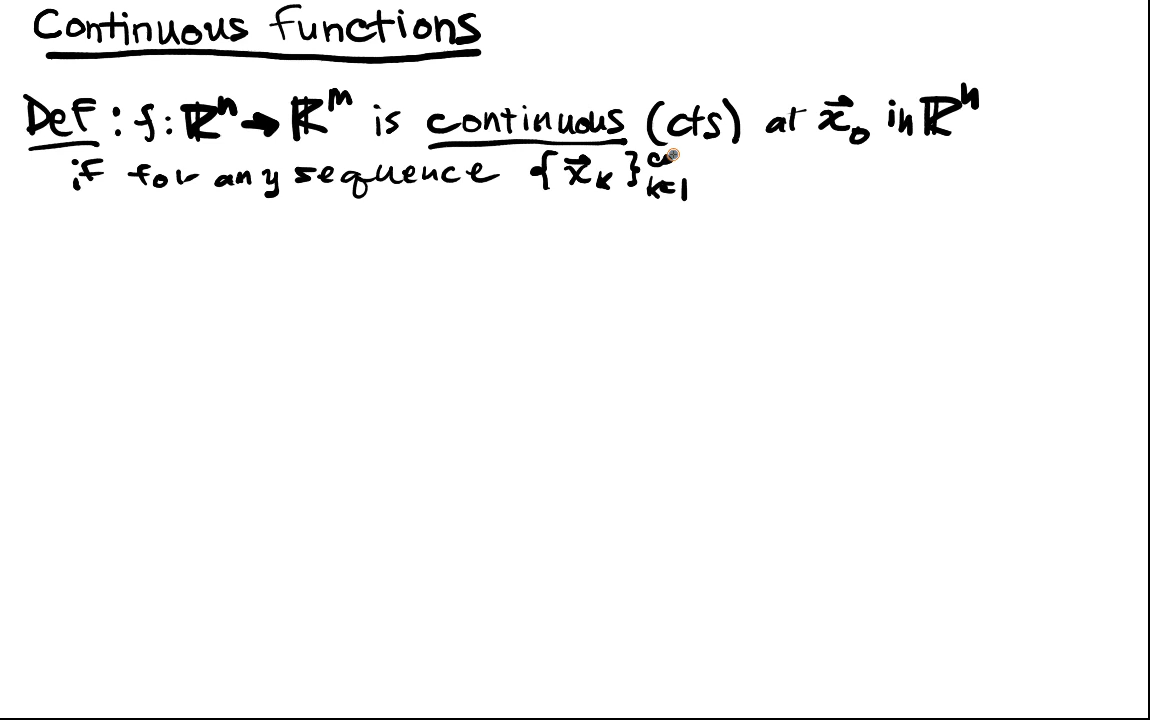 Continuous Functions
Def: f: ℝⁿ → ℝᵐ is continuous (cts) at x⃗₀ in ℝⁿ
if for any sequence {x⃗ₖ}^∞_{k=1}